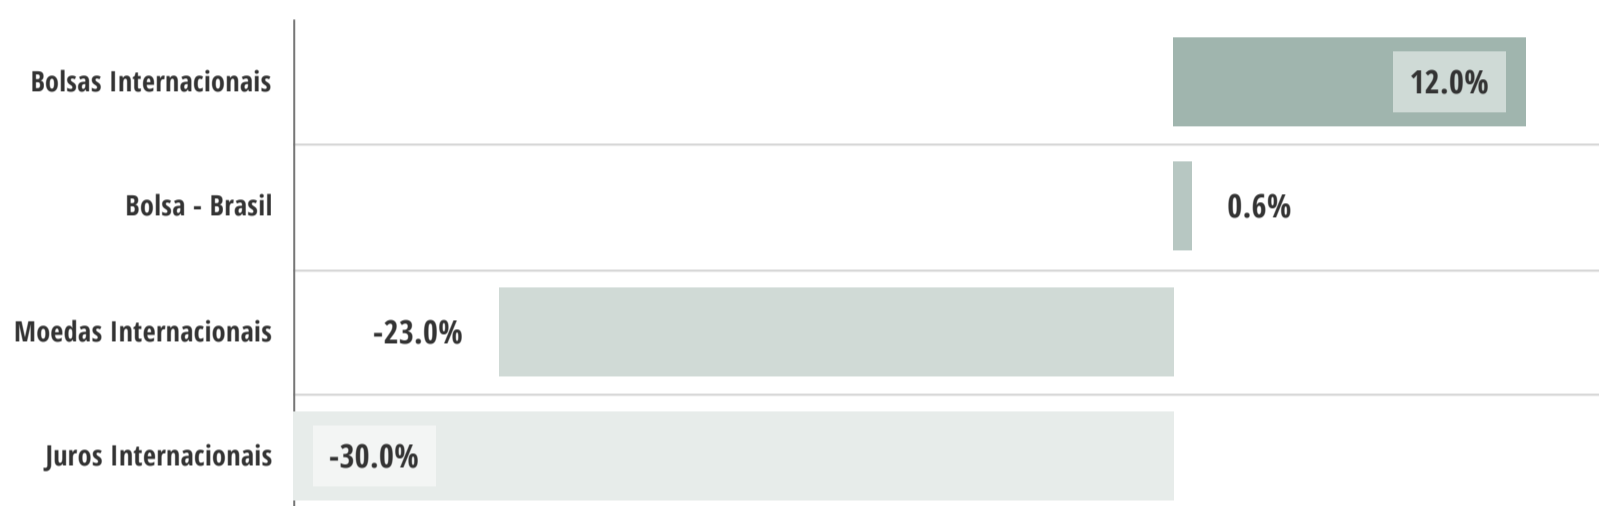 Bolsas Internacionais 12.0%
Bolsa - Brasil 0.6%
Moedas Internacionais -23.0%
Juros Internacionais -30.0%